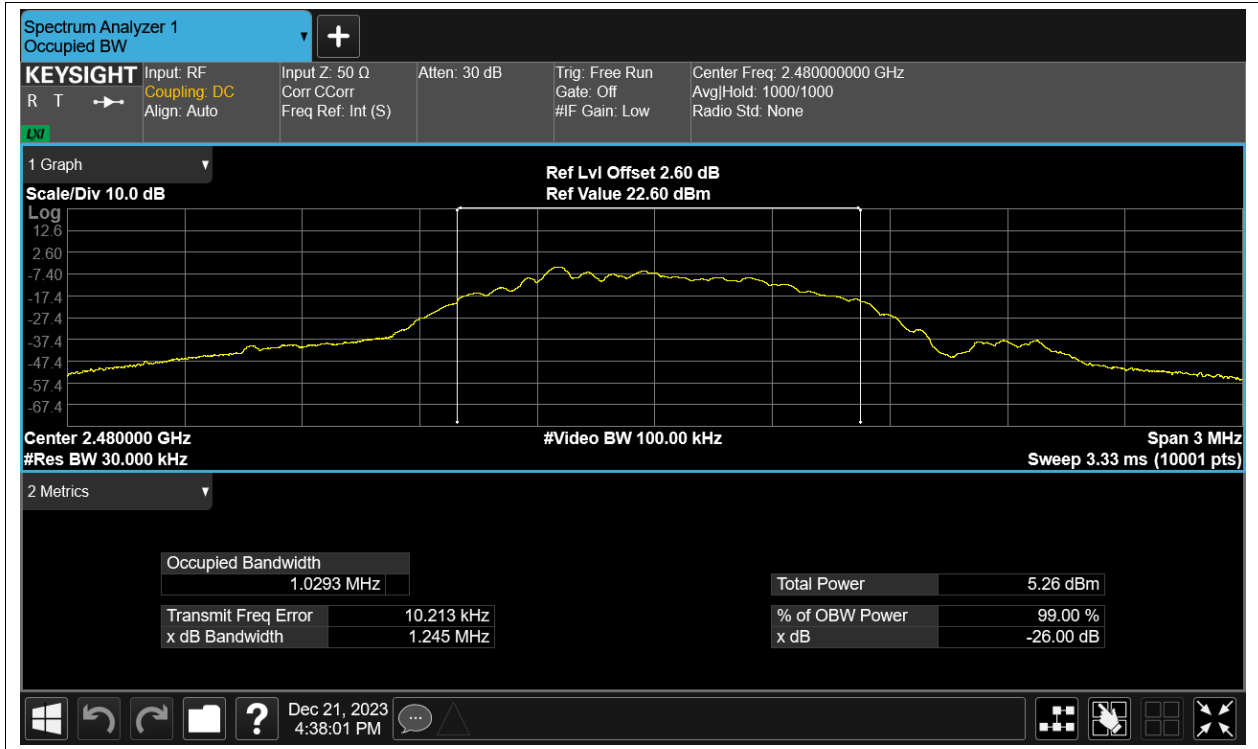 Spectrum Analyzer 1
Occupied BW
KEYSIGHT
R T
LXI
Input: RF
Coupling: DC
Align: Auto
Input Z: 50 Ω
Corr CCorr
Freq Ref: Int (S)
Atten: 30 dB
Trig: Free Run
Gate: Off
#IF Gain: Low
Center Freq: 2.480000000 GHz
Avg|Hold: 1000/1000
Radio Std: None
1 Graph
Scale/Div 10.0 dB
Ref Lvl Offset 2.60 dB
Ref Value 22.60 dBm
Log
12.6
2.60
-7.40
-17.4
-27.4
-37.4
-47.4
-57.4
-67.4
Center 2.480000 GHz
#Video BW 100.00 kHz
Span 3 MHz
#Res BW 30.000 kHz
Sweep 3.33 ms (10001 pts)
2 Metrics
Occupied Bandwidth
1.0293 MHz
Total Power 5.26 dBm
Transmit Freq Error 10.213 kHz
% of OBW Power 99.00 %
x dB Bandwidth 1.245 MHz
x dB -26.00 dB
?
Dec 21, 2023
4:38:01 PM